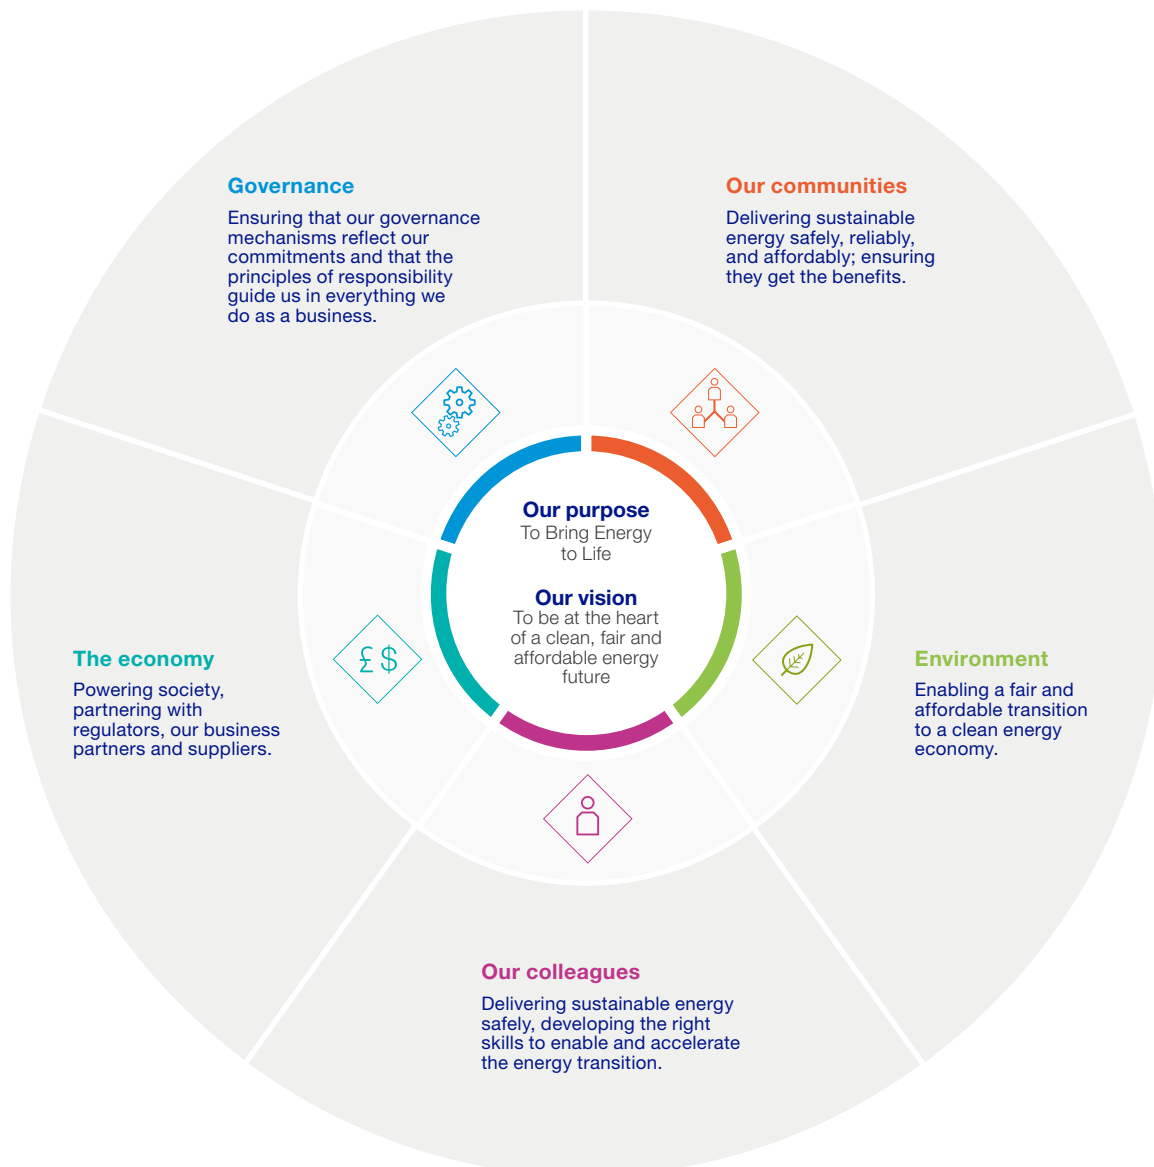 Governance
Ensuring that our governance
mechanisms reflect our
commitments and that the
principles of responsibility
guide us in everything we
do as a business.
Our communities
Delivering sustainable
energy safely, reliably,
and affordably; ensuring
they get the benefits.
Our purpose
To Bring Energy
to Life
Our vision
To be at the heart
of a clean, fair and
affordable energy
future
The economy
Powering society,
partnering with
regulators, our business
partners and suppliers.
£ $
Environment
Enabling a fair and
affordable transition
to a clean energy
economy.
Our colleagues
Delivering sustainable energy
safely, developing the right
skills to enable and accelerate
the energy transition.